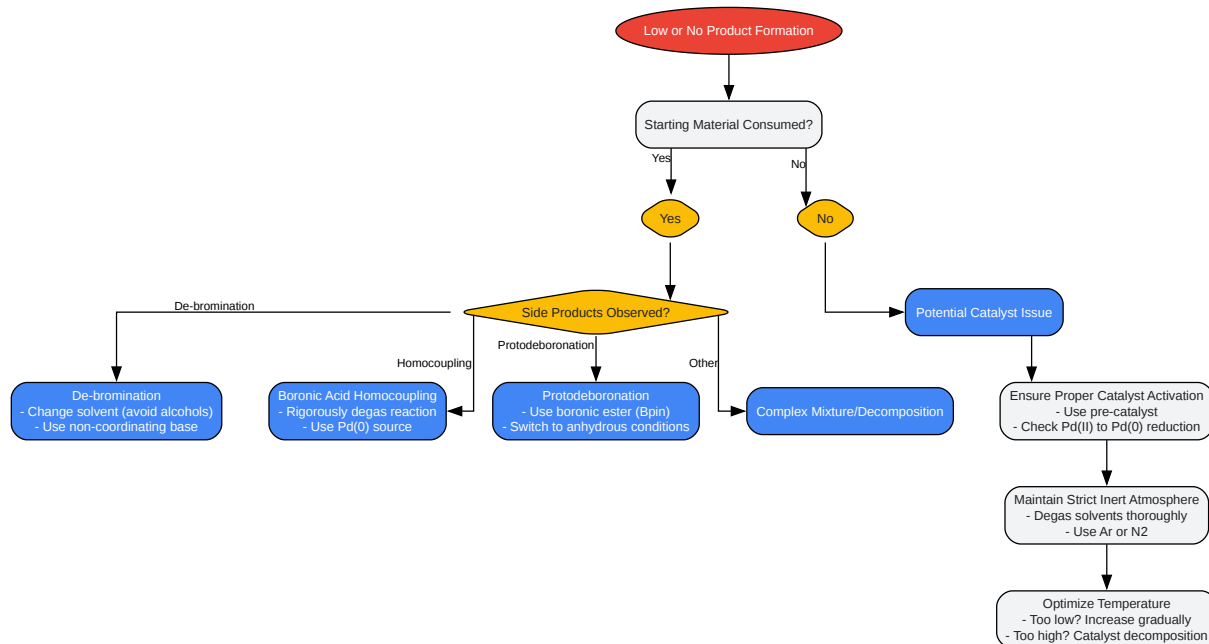 Low or No Product Formation
Starting Material Consumed?
Yes
No
Yes
No
De-bromination
Side Products Observed?
Potential Catalyst Issue
Protodeboronation
Homocoupling
Other
De-bromination
- Change solvent (avoid alcohols)
- Use non-coordinating base
Boronic Acid Homocoupling
- Rigorously degas reaction
- Use Pd(0) source
Protodeboronation
- Use boronic ester (Bpin)
- Switch to anhydrous conditions
Complex Mixture/Decomposition
Ensure Proper Catalyst Activation
- Use pre-catalyst
- Check Pd(II) to Pd(0) reduction
Maintain Strict Inert Atmosphere
- Degas solvents thoroughly
- Use Ar or N2
Optimize Temperature
- Too low? Increase gradually
- Too high? Catalyst decomposition